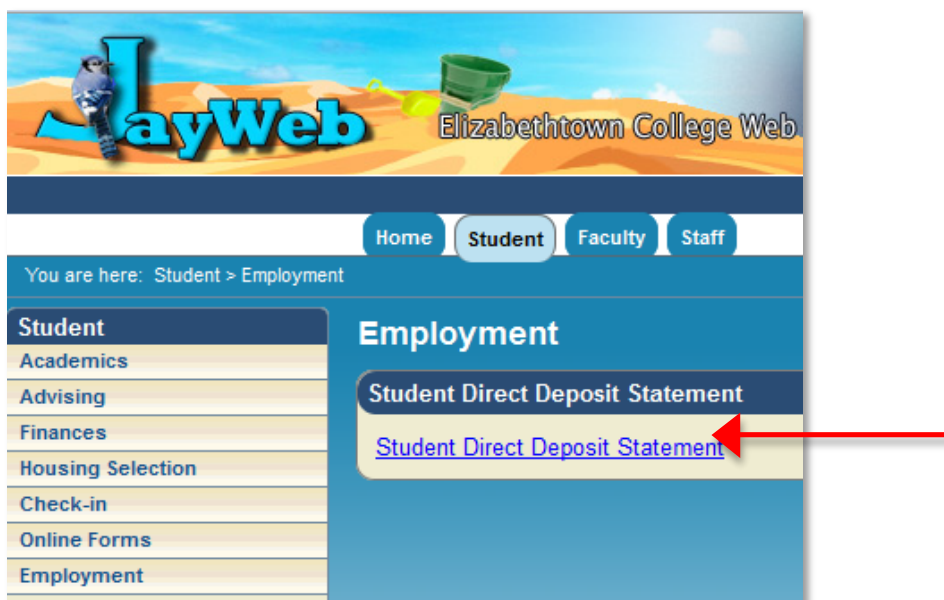 JayWeb
Elizabethtown College Web
Home Student Faculty Staff
You are here: Student > Employment
Student
Academics
Advising
Finances
Housing Selection
Check-in
Online Forms
Employment
Employment
Student Direct Deposit Statement
Student Direct Deposit Statement